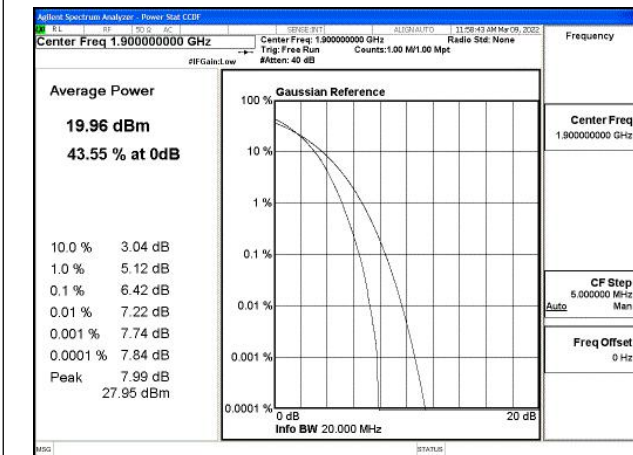 Agilent Spectrum Analyzer - Power Stat CCDF
RL RF 50 Ω AC SENSE:INT ALIGNAUTO 11:58:43 AM Mar 09, 2022
Center Freq 1.900000000 GHz
Center Freq: 1.900000000 GHz Radio Std: None
Trig: Free Run Counts:1.00 M/1.00 Mpt
#IFGain:Low #Atten: 40 dB
Frequency
Average Power
19.96 dBm
43.55 % at 0dB
10.0 % 3.04 dB
1.0 % 5.12 dB
0.1 % 6.42 dB
0.01 % 7.22 dB
0.001 % 7.74 dB
0.0001 % 7.84 dB
Peak 7.99 dB
27.95 dBm
Gaussian Reference
100 %
10 %
1 %
0.1 %
0.01 %
0.001 %
0.0001 %
0 dB 20 dB
Info BW 20.000 MHz
Center Freq
1.900000000 GHz
CF Step
5.000000 MHz
Auto Man
Freq Offset
0 Hz
MSG STATUS